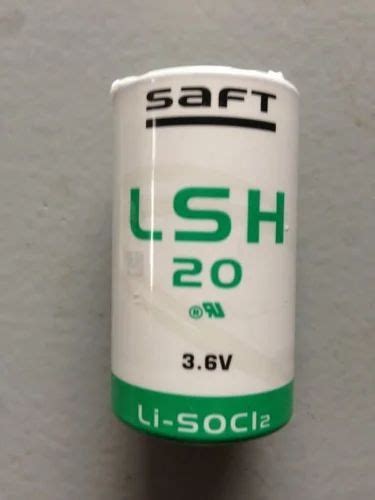 SAFT
LSH
20
3.6V
Li-SOCl2